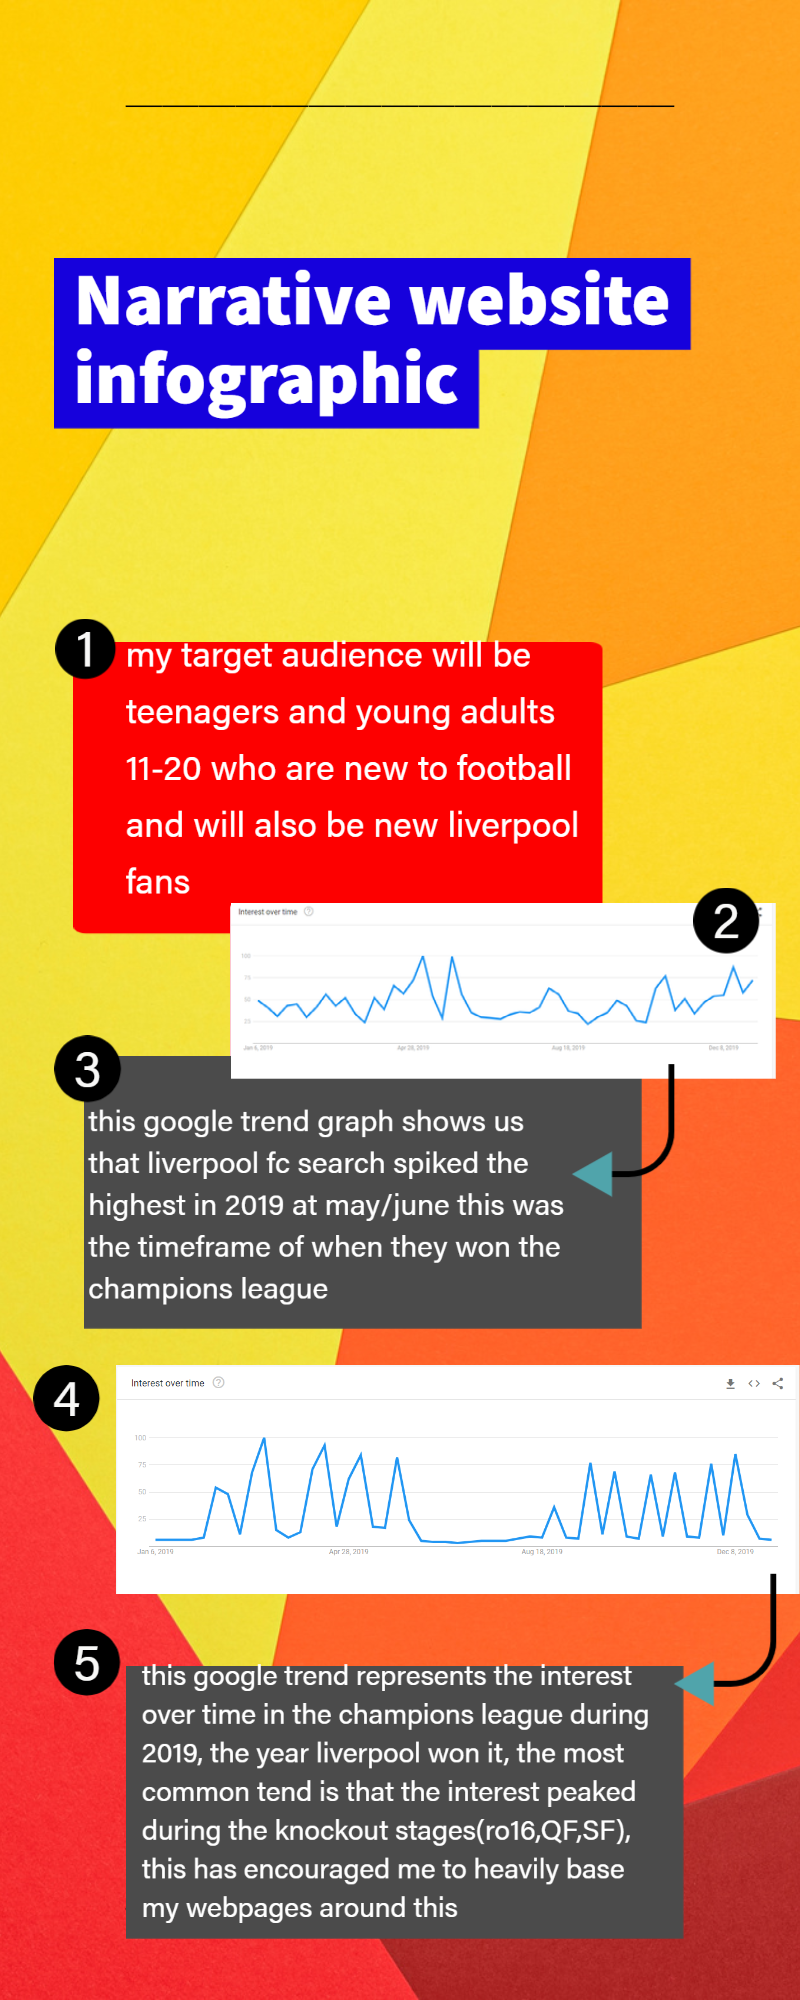 Narrative website
infographic
1
my target audience will be
teenagers and young adults
11-20 who are new to football
and will also be new liverpool
fans
2
Interest over time
100
75
50
25
Jan 6, 2019
Apr 28, 2019
Aug 18, 2019
Dec 8, 2019
3
this google trend graph shows us
that liverpool fc search spiked the
highest in 2019 at may/june this was
the timeframe of when they won the
champions league
4
Interest over time
100
75
50
25
Jan 6, 2019
Apr 28, 2019
Aug 18, 2019
Dec 8, 2019
5
this google trend represents the interest
over time in the champions league during
2019, the year liverpool won it, the most
common tend is that the interest peaked
during the knockout stages(ro16,QF,SF),
this has encouraged me to heavily base
my webpages around this